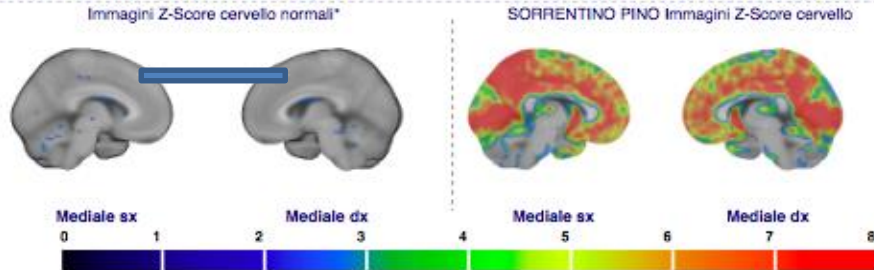 Immagini Z-Score cervello normali*
SORRENTINO PINO Immagini Z-Score cervello
Mediale sx
Mediale dx
Mediale sx
Mediale dx
0 1 2 3 4 5 6 7 8